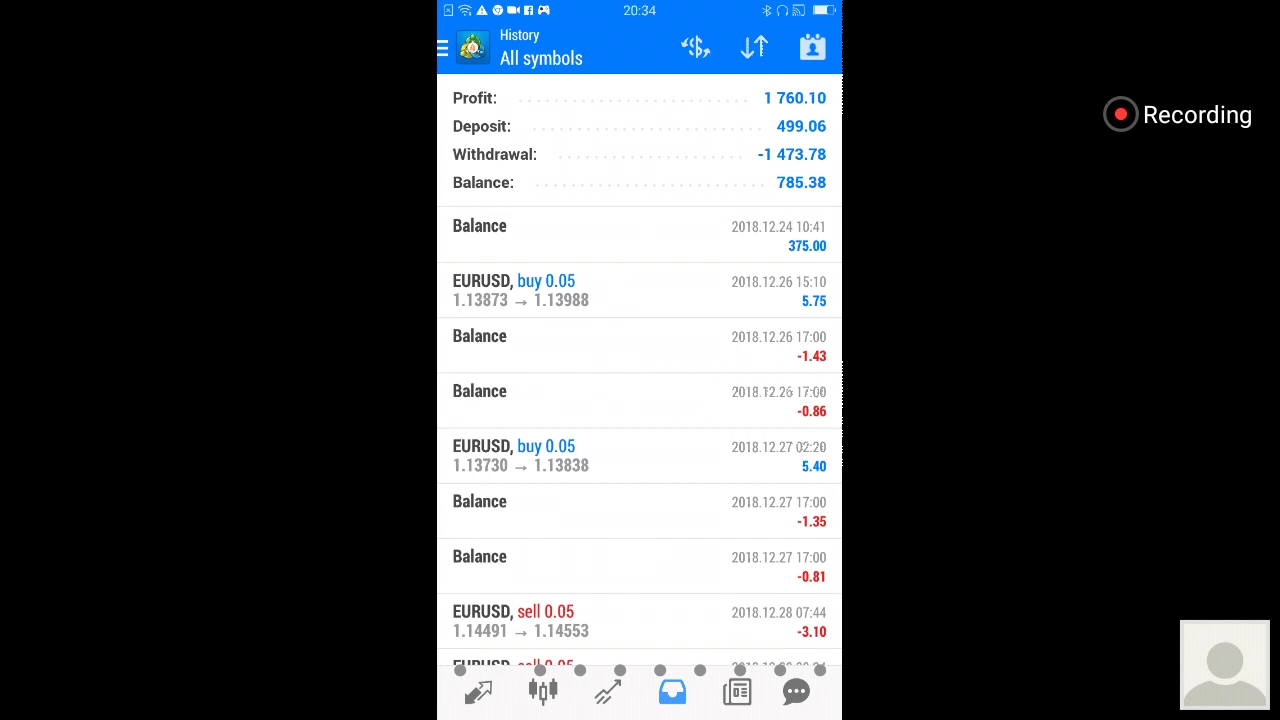 20:34
History
All symbols
Recording
Profit: 1 760.10
Deposit: 499.06
Withdrawal: -1 473.78
Balance: 785.38
Balance 2018.12.24 10:41
375.00
EURUSD, buy 0.05 2018.12.26 15:10
1.13873 → 1.13988 5.75
Balance 2018.12.26 17:00
-1.43
Balance 2018.12.26 17:00
-0.86
EURUSD, buy 0.05 2018.12.27 02:20
1.13730 → 1.13838 5.40
Balance 2018.12.27 17:00
-1.35
Balance 2018.12.27 17:00
-0.81
EURUSD, sell 0.05 2018.12.28 07:44
1.14491 → 1.14553 -3.10
EURUSD, sell 0.05